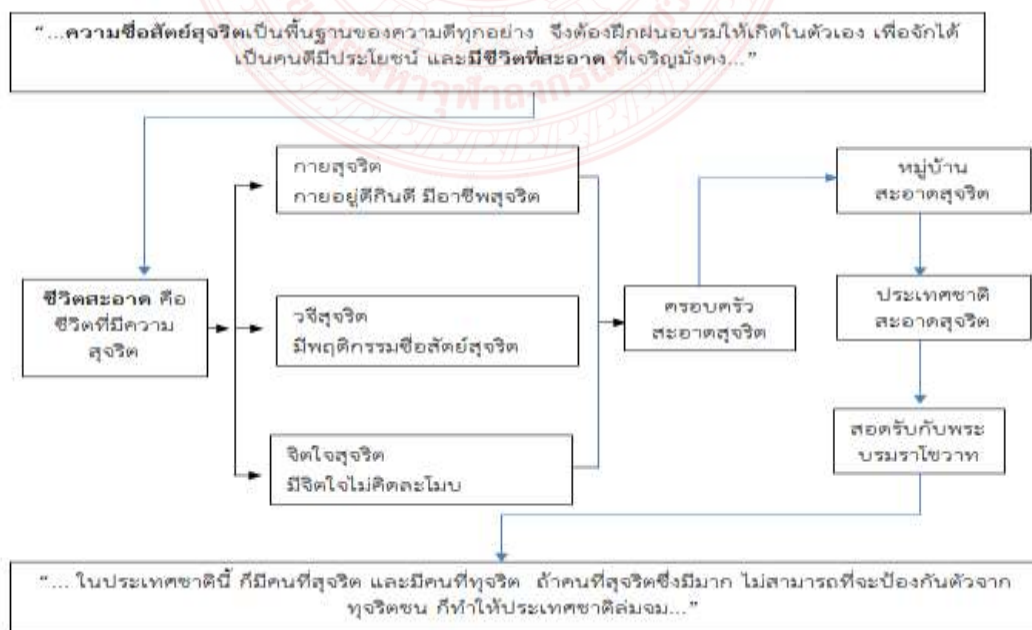 “...ความซื่อสัตย์สุจริตเป็นพื้นฐานของความดีทุกอย่าง จึงต้องฝึกฝนอบรมให้เกิดในตัวเอง เพื่อจักได้
เป็นคนดีมีประโยชน์ และมีชีวิตที่สะอาด ที่เจริญมั่นคง...”
กายสุจริต
กายอยู่ดีกินดี มีอาชีพสุจริต
หมู่บ้าน
สะอาดสุจริต
ชีวิตสะอาด คือ
ชีวิตที่มีความ
สุจริต
วจีสุจริต
มีพฤติกรรมซื่อสัตย์สุจริต
ครอบครัว
สะอาดสุจริต
ประเทศชาติ
สะอาดสุจริต
จิตใจสุจริต
มีจิตใจไม่คิดละโมบ
สอดรับกับพระ
บรมราโชวาท
“... ในประเทศชาตินี้ ก็มีคนที่สุจริต และมีคนที่ทุจริต ถ้าคนที่สุจริตซึ่งมีมาก ไม่สามารถที่จะป้องกันตัวจาก
ทุจริตชน ก็ทำให้ประเทศชาติล่มจม...”